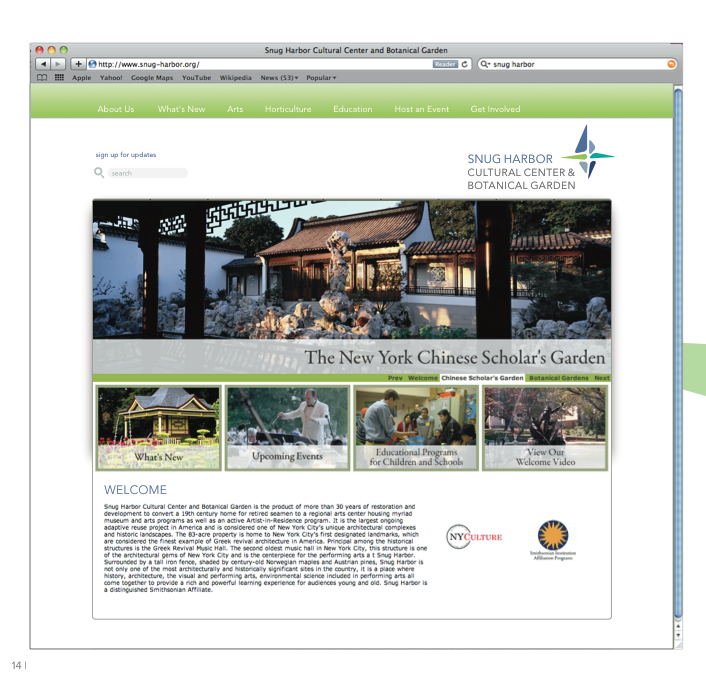 Snug Harbor Cultural Center and Botanical Garden
http://www.snug-harbor.org/
Reader
snug harbor
Apple Yahoo! Google Maps YouTube Wikipedia News (53) Popular
About Us What's New Arts Horticulture Education Host an Event Get Involved
sign up for updates
search
SNUG HARBOR
CULTURAL CENTER &
BOTANICAL GARDEN
The New York Chinese Scholar's Garden
Prev Welcome Chinese Scholar's Garden Botanical Gardens Next
What's New
Upcoming Events
Educational Programs
for Children and Schools
View Our
Welcome Video
WELCOME
Snug Harbor Cultural Center and Botanical Garden is the product of more than 30 years of restoration and
development to convert a 19th century home for retired seamen to a regional arts center housing myriad
museum and arts programs as well as an active Artist-in-Residence program. It is the largest ongoing
adaptive reuse project in America and is considered one of New York City's unique architectural complexes
and historic landscapes. The 83-acre property is home to New York City's first designated landmarks, which
are considered the finest example of Greek revival architecture in America. Principal among the historical
structures is the Greek Revival Music Hall. The second oldest music hall in New York City, this structure is one
of the architectural gems of New York City and is the centerpiece for the performing arts a t Snug Harbor.
Surrounded by a tall iron fence, shaded by century-old Norwegian maples and Austrian pines, Snug Harbor is
not only one of the most architecturally and historically significant sites in the country, it is a place where
history, architecture, the visual and performing arts, environmental science included in performing arts all
come together to provide a rich and powerful learning experience for audiences young and old. Snug Harbor is
a distinguished Smithsonian Affiliate.
NYCULTURE
Smithsonian Institution
Affiliations Program
14 |